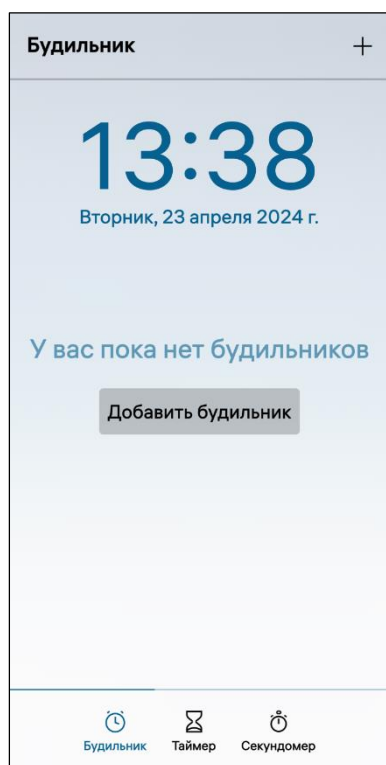 Будильник
13:38
Вторник, 23 апреля 2024 г.
У вас пока нет будильников
Добавить будильник
Будильник Таймер Секундомер